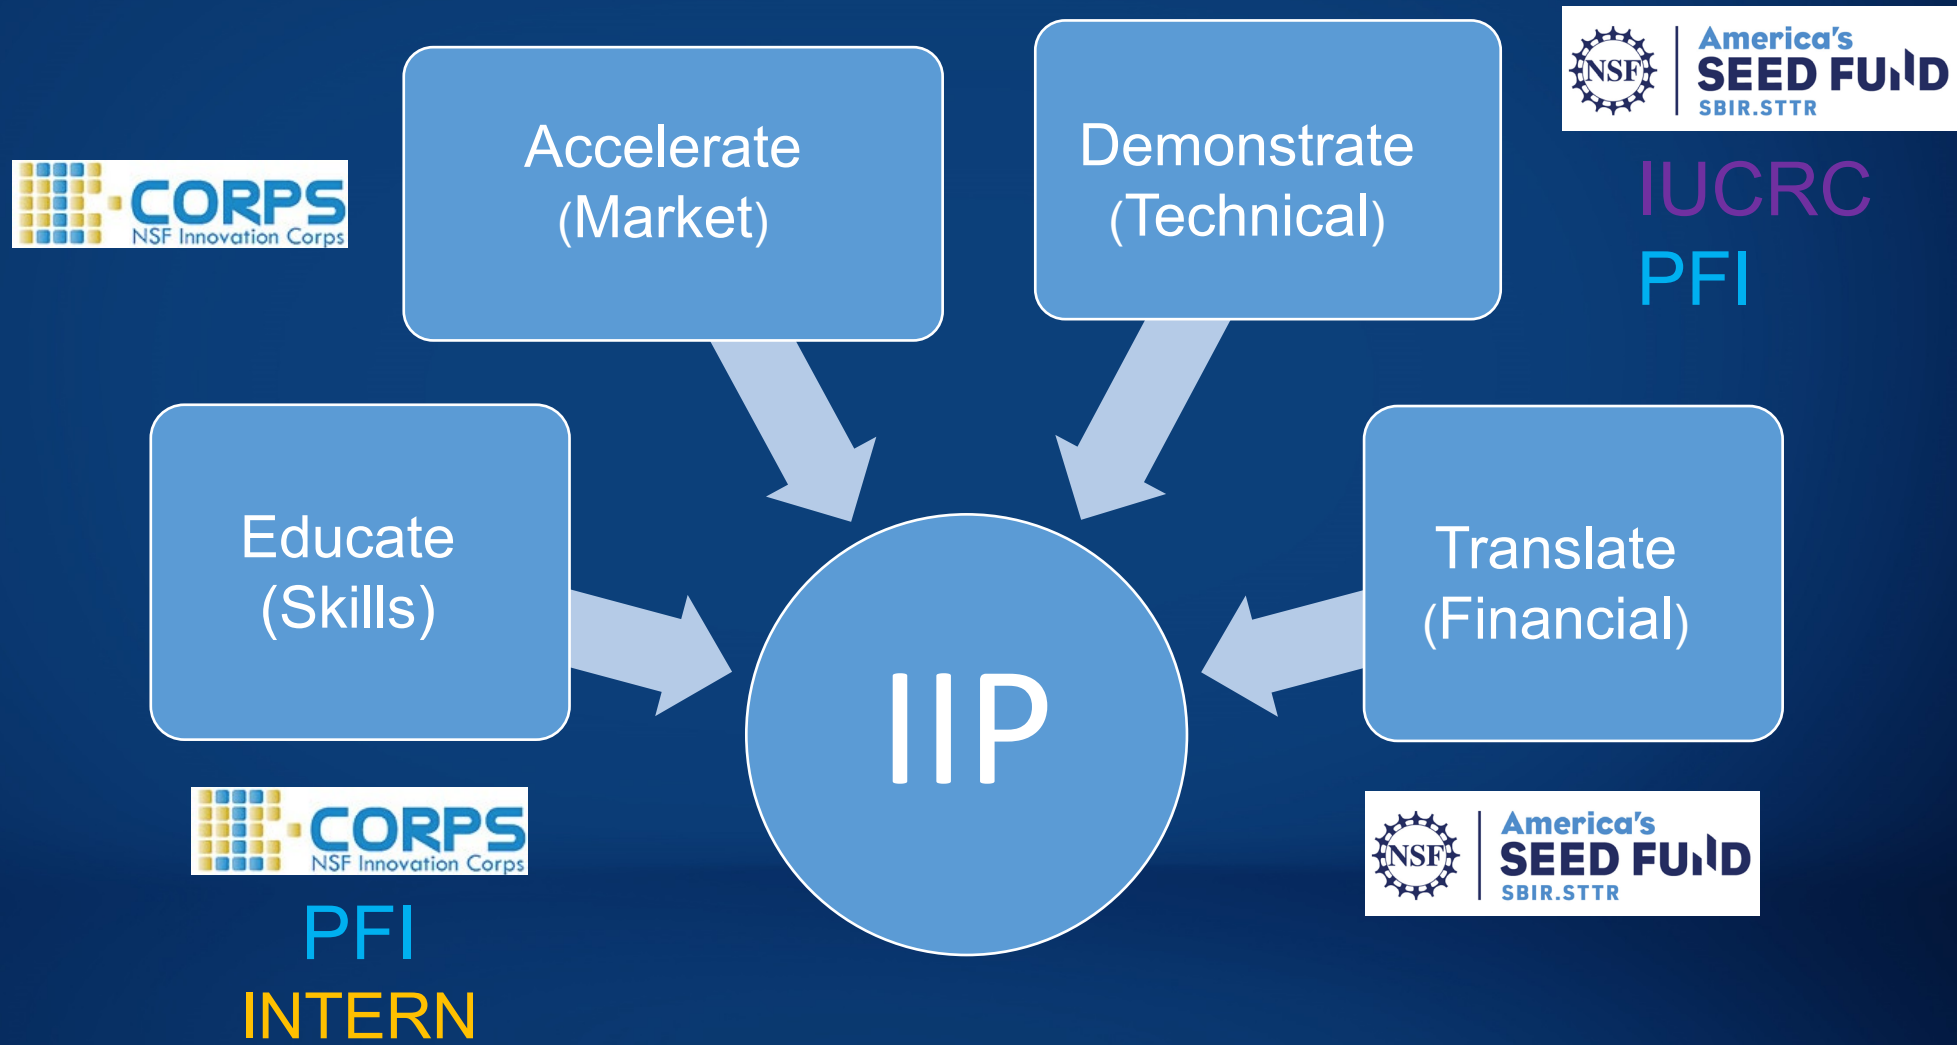 I-CORPS
NSF Innovation Corps
Accelerate
(Market)
Demonstrate
(Technical)
NSF
America's
SEED FUND
SBIR.STTR
IUCRC
PFI
Educate
(Skills)
I-CORPS
NSF Innovation Corps
PFI
INTERN
IIP
Translate
(Financial)
NSF
America's
SEED FUND
SBIR.STTR